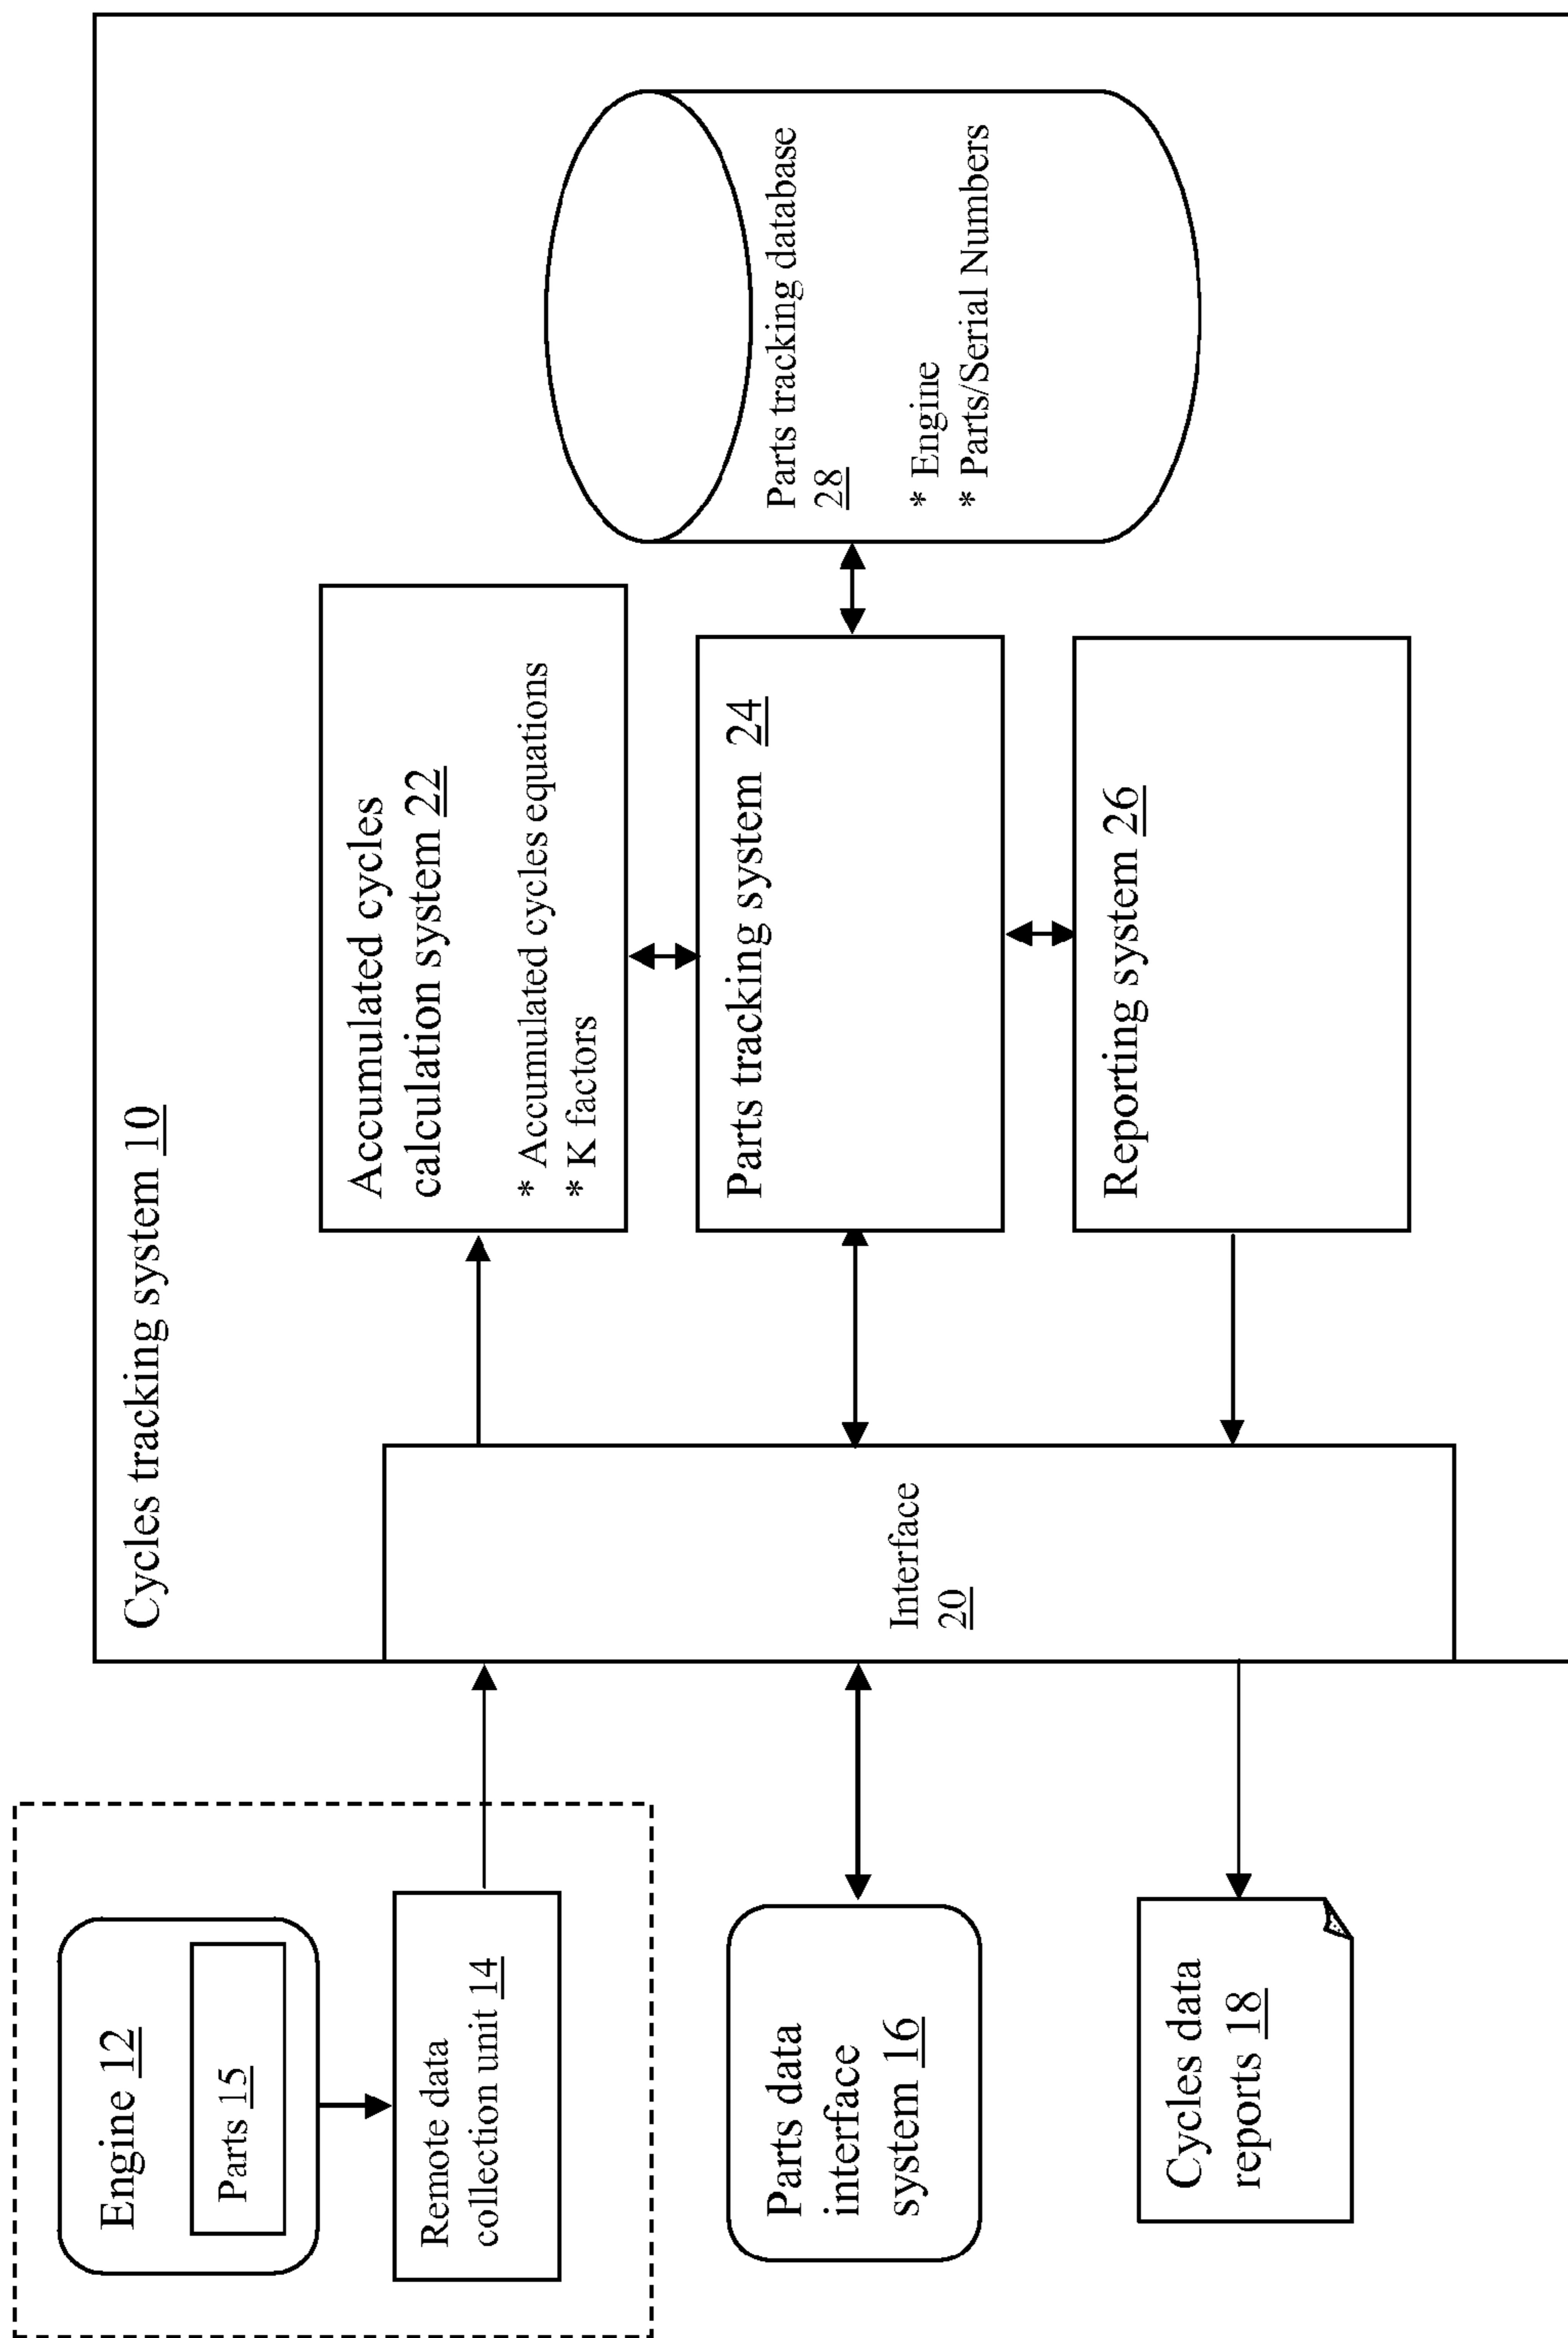 Engine 12
Parts 15
Remote data
collection unit 14
Parts data
interface
system 16
Cycles data
reports 18
Cycles tracking system 10
Interface
20
Accumulated cycles
calculation system 22
* Accumulated cycles equations
* K factors
Parts tracking system 24
Reporting system 26
Parts tracking database
28
* Engine
* Parts/Serial Numbers